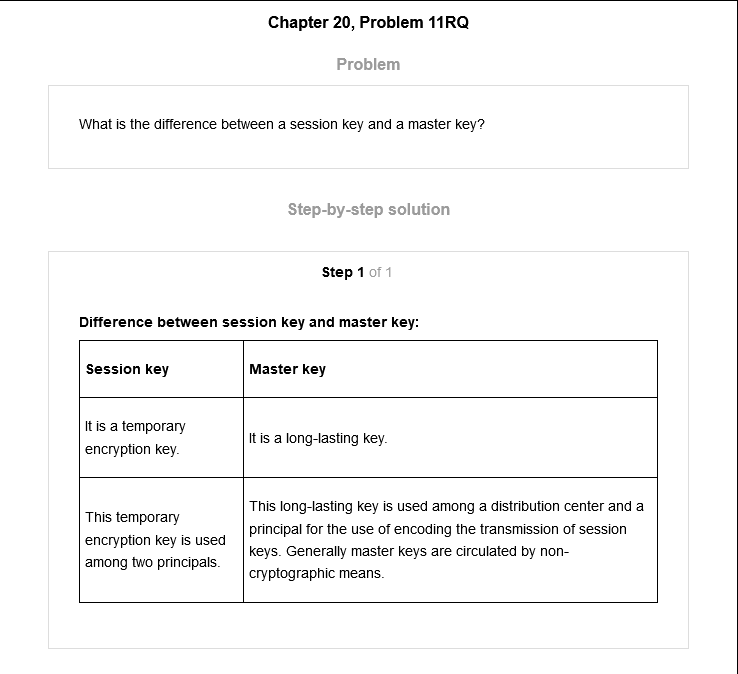 Chapter 20, Problem 11RQ
Problem
What is the difference between a session key and a master key?
Step-by-step solution
Step 1 of 1
Difference between session key and master key:
Session key
Master key
It is a temporary
encryption key.
It is a long-lasting key.
This temporary
encryption key is used
among two principals.
This long-lasting key is used among a distribution center and a
principal for the use of encoding the transmission of session
keys. Generally master keys are circulated by non-
cryptographic means.